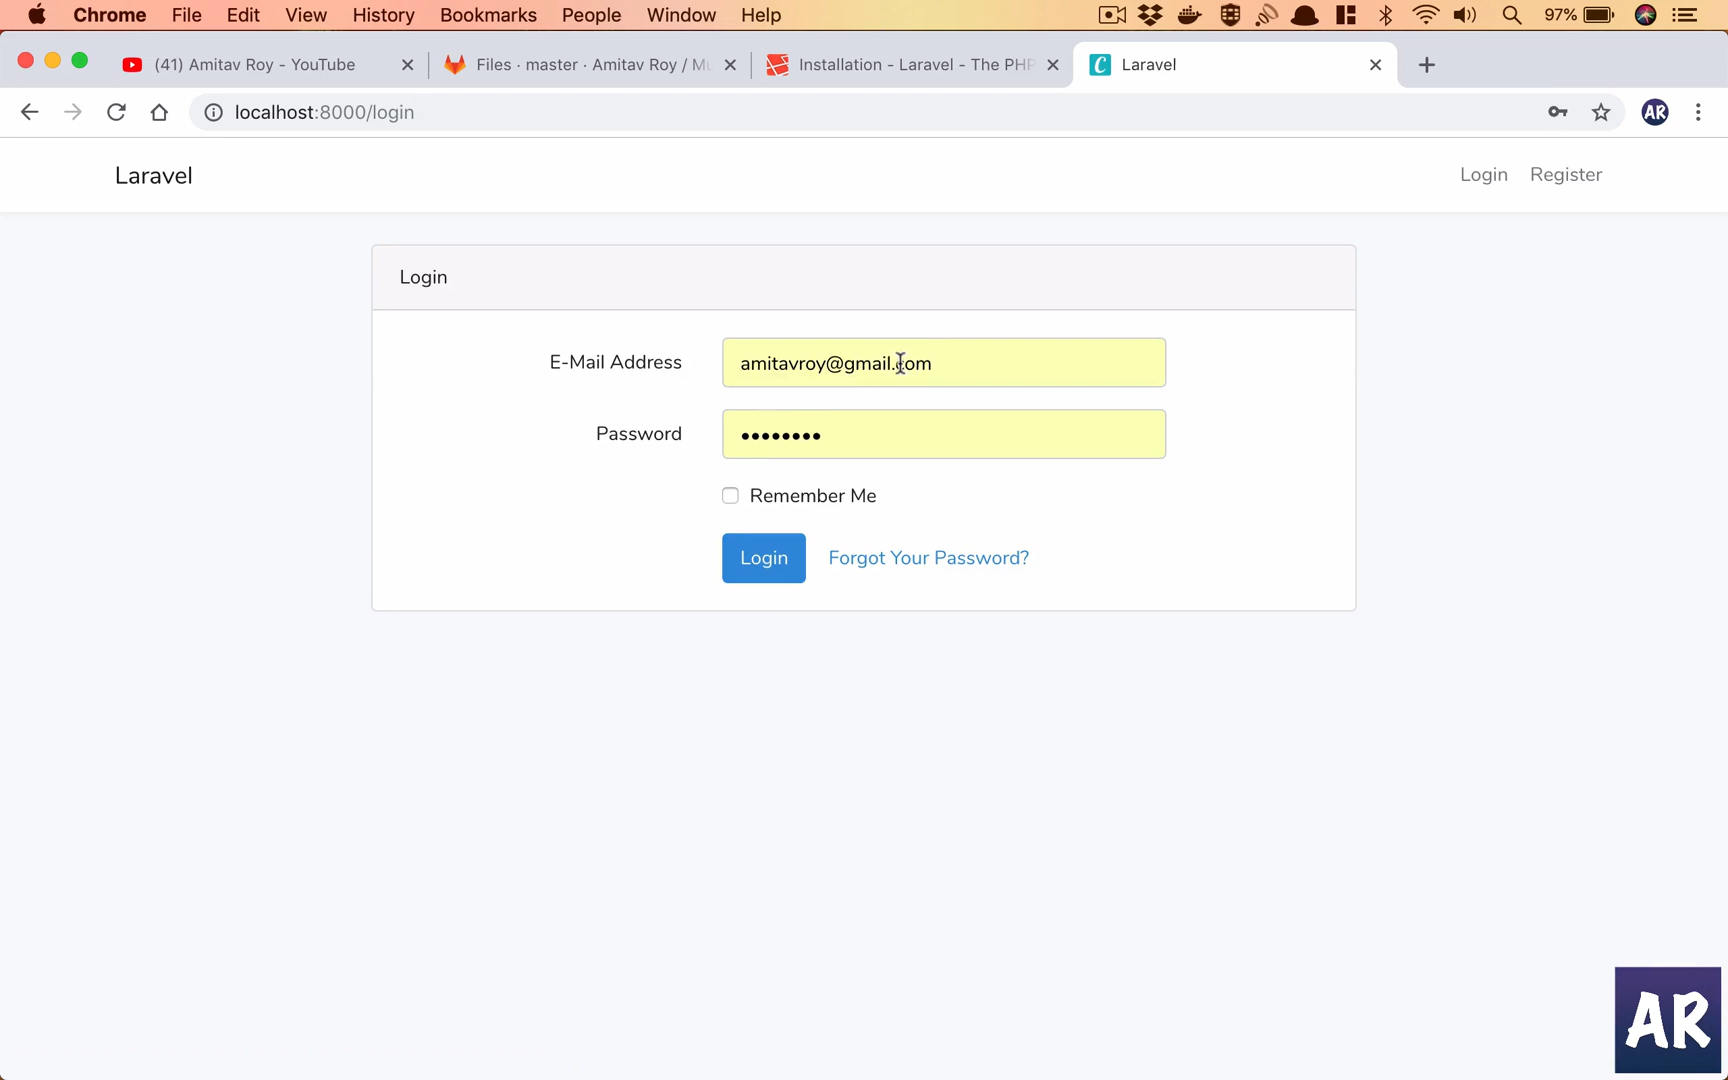 Chrome File Edit View History Bookmarks People Window Help 97%
(41) Amitav Roy - YouTube
Files · master · Amitav Roy / Mu
Installation - Laravel - The PHP
Laravel
localhost:8000/login
AR
Laravel
Login Register
Login
E-Mail Address amitavroy@gmail.com
Password ••••••••
Remember Me
Login Forgot Your Password?
AR